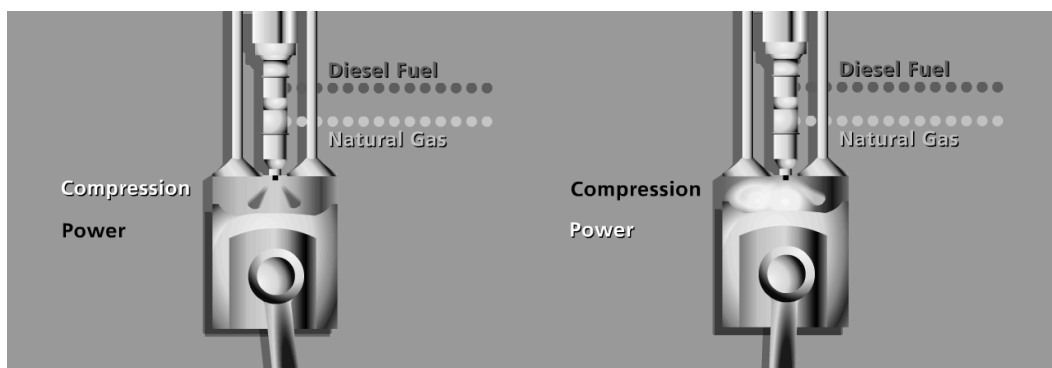 Diesel Fuel
Natural Gas
Compression
Power
Diesel Fuel
Natural Gas
Compression
Power